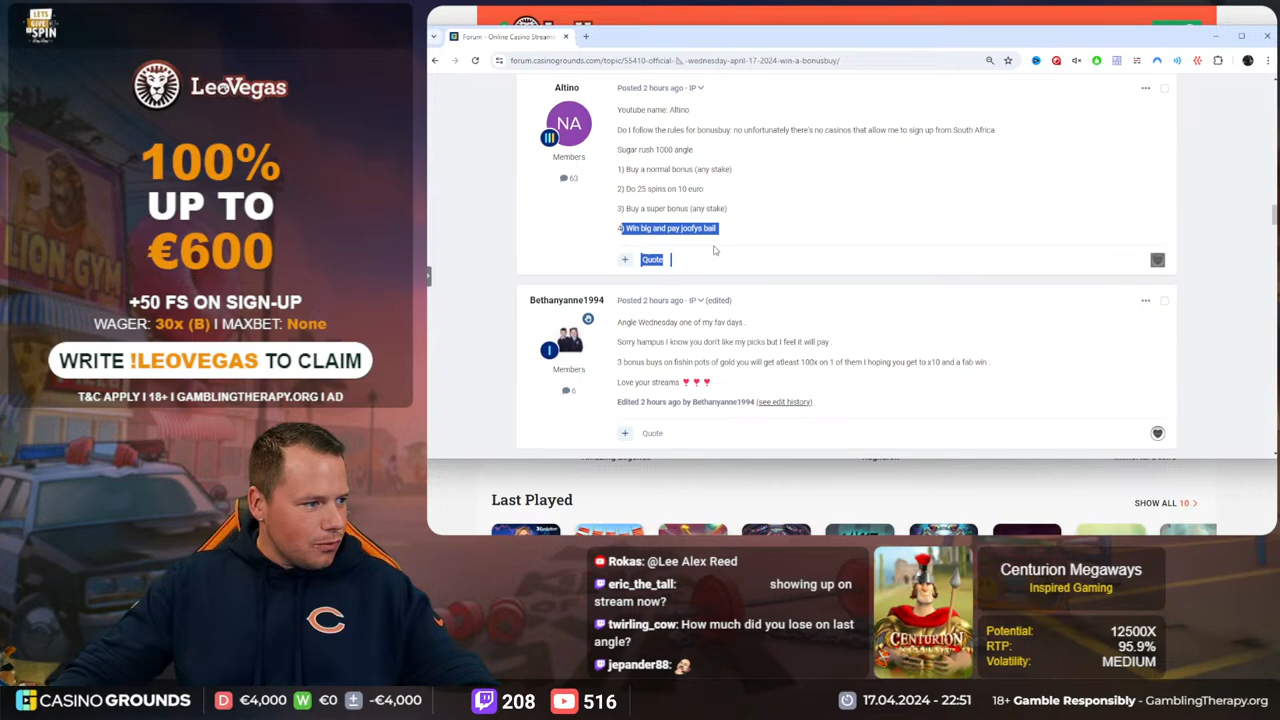 LETS
GIVE IT A
SPIN
LeoVegas
100%
UP TO
€600
+50 FS ON SIGN-UP
WAGER: 30x (B) I MAXBET: None
WRITE !LEOVEGAS TO CLAIM
T&C APPLY I 18+ I GAMBLINGTHERAPY.ORG I AD
Forum - Online Casino Stream
forum.casinogrounds.com/topic/55410-official-📐-wednesday-april-17-2024-win-a-bonusbuy/
Altino
Posted 2 hours ago · IP
NA
Members
63
Youtube name: Altino
Do I follow the rules for bonusbuy: no unfortunately there's no casinos that allow me to sign up from South Africa
Sugar rush 1000 angle
1) Buy a normal bonus (any stake)
2) Do 25 spins on 10 euro
3) Buy a super bonus (any stake)
4) Win big and pay joofys bail
+ Quote
Bethanyanne1994
Posted 2 hours ago · IP (edited)
Members
6
Angle Wednesday one of my fav days .
Sorry hampus I know you don't like my picks but I feel it will pay .
3 bonus buys on fishin pots of gold you will get atleast 100x on 1 of them I hoping you get to x10 and a fab win .
Love your streams ♥ ♥ ♥
Edited 2 hours ago by Bethanyanne1994 (see edit history)
+ Quote
Last Played
SHOW ALL 10 >
Rokas: @Lee Alex Reed
eric_the_tall: showing up on
stream now?
twirling_cow: How much did you lose on last
angle?
jepander88:
CENTURION
Centurion Megaways
Inspired Gaming
Potential: 12500X
RTP: 95.9%
Volatility: MEDIUM
CASINO GROUNDS
D €4,000 W €0 ± -€4,000
208
516
17.04.2024 - 22:51
18+ Gamble Responsibly - GamblingTherapy.org